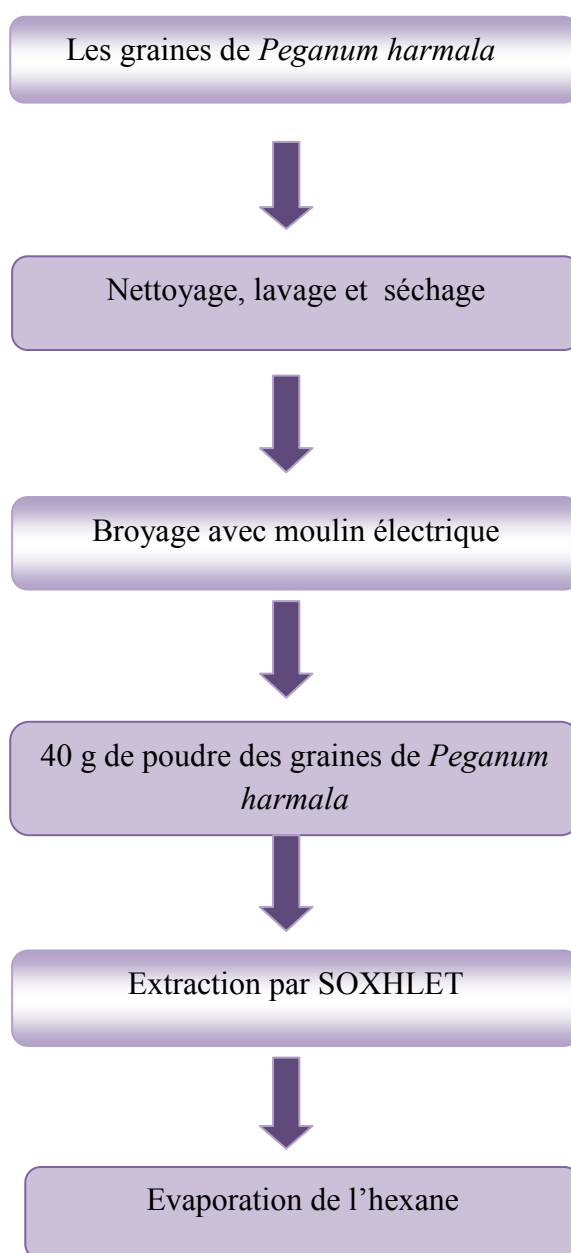 Les graines de Peganum harmala
Nettoyage, lavage et séchage
Broyage avec moulin électrique
40 g de poudre des graines de Peganum
harmala
Extraction par SOXHLET
Evaporation de l’hexane